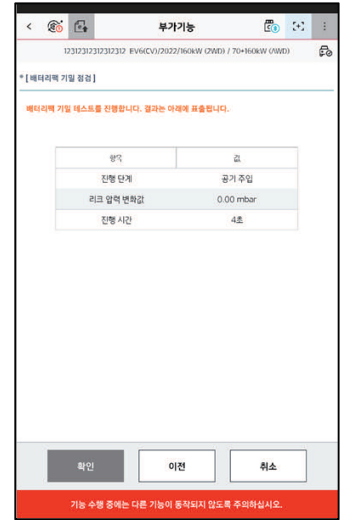 부가기능
12312312312312312 EV6(CV)/2022/160kW (2WD) / 70+160kW (AWD)
* [ 배터리팩 기밀 점검 ]
배터리팩 기밀 테스트를 진행합니다. 결과는 아래에 표출됩니다.
항목 값
진행 단계 공기 주입
리크 압력 변화값 0.00 mbar
진행 시간 4초
확인 이전 취소
기능 수행 중에는 다른 기능이 동작되지 않도록 주의하십시오.